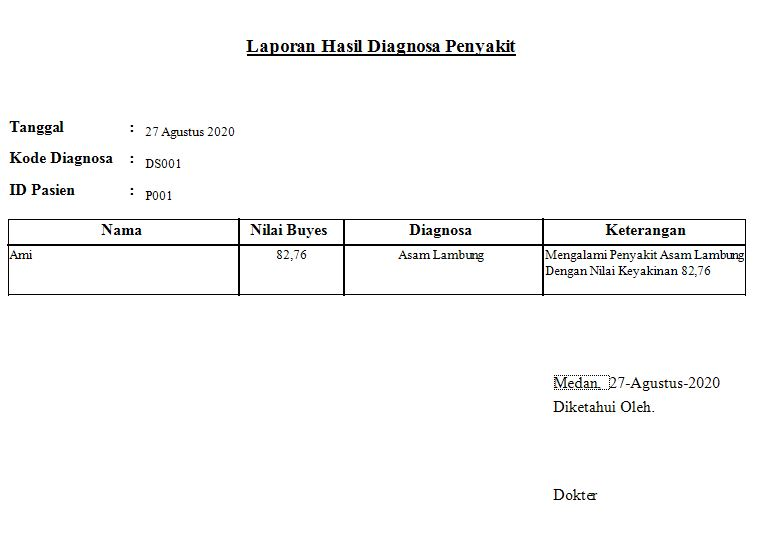 Laporan Hasil Diagnosa Penyakit
Tanggal : 27 Agustus 2020
Kode Diagnosa : DS001
ID Pasien : P001
Nama Nilai Buyes Diagnosa Keterangan
Ami 82,76 Asam Lambung Mengalami Penyakit Asam Lambung
Dengan Nilai Keyakinan 82,76
Medan, 27-Agustus-2020
Diketahui Oleh.
Dokter